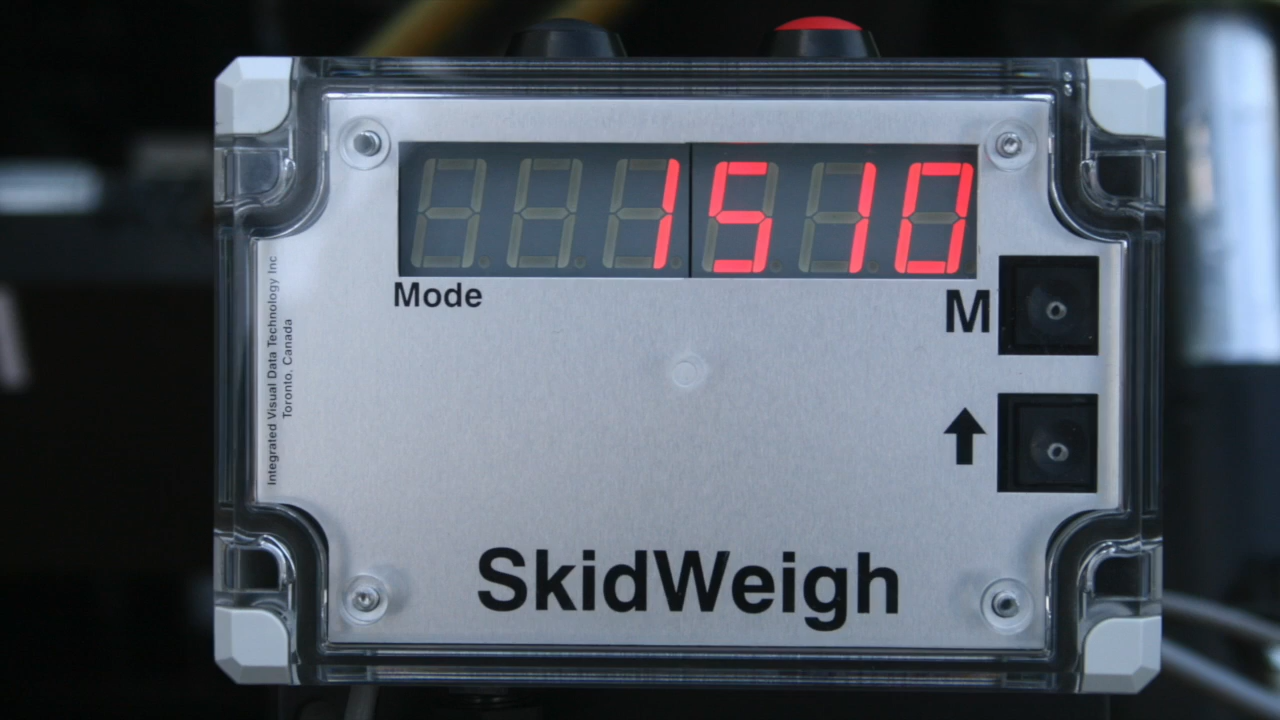 1510
Mode
M
Integrated Visual Data Technology Inc
Toronto, Canada
SkidWeigh